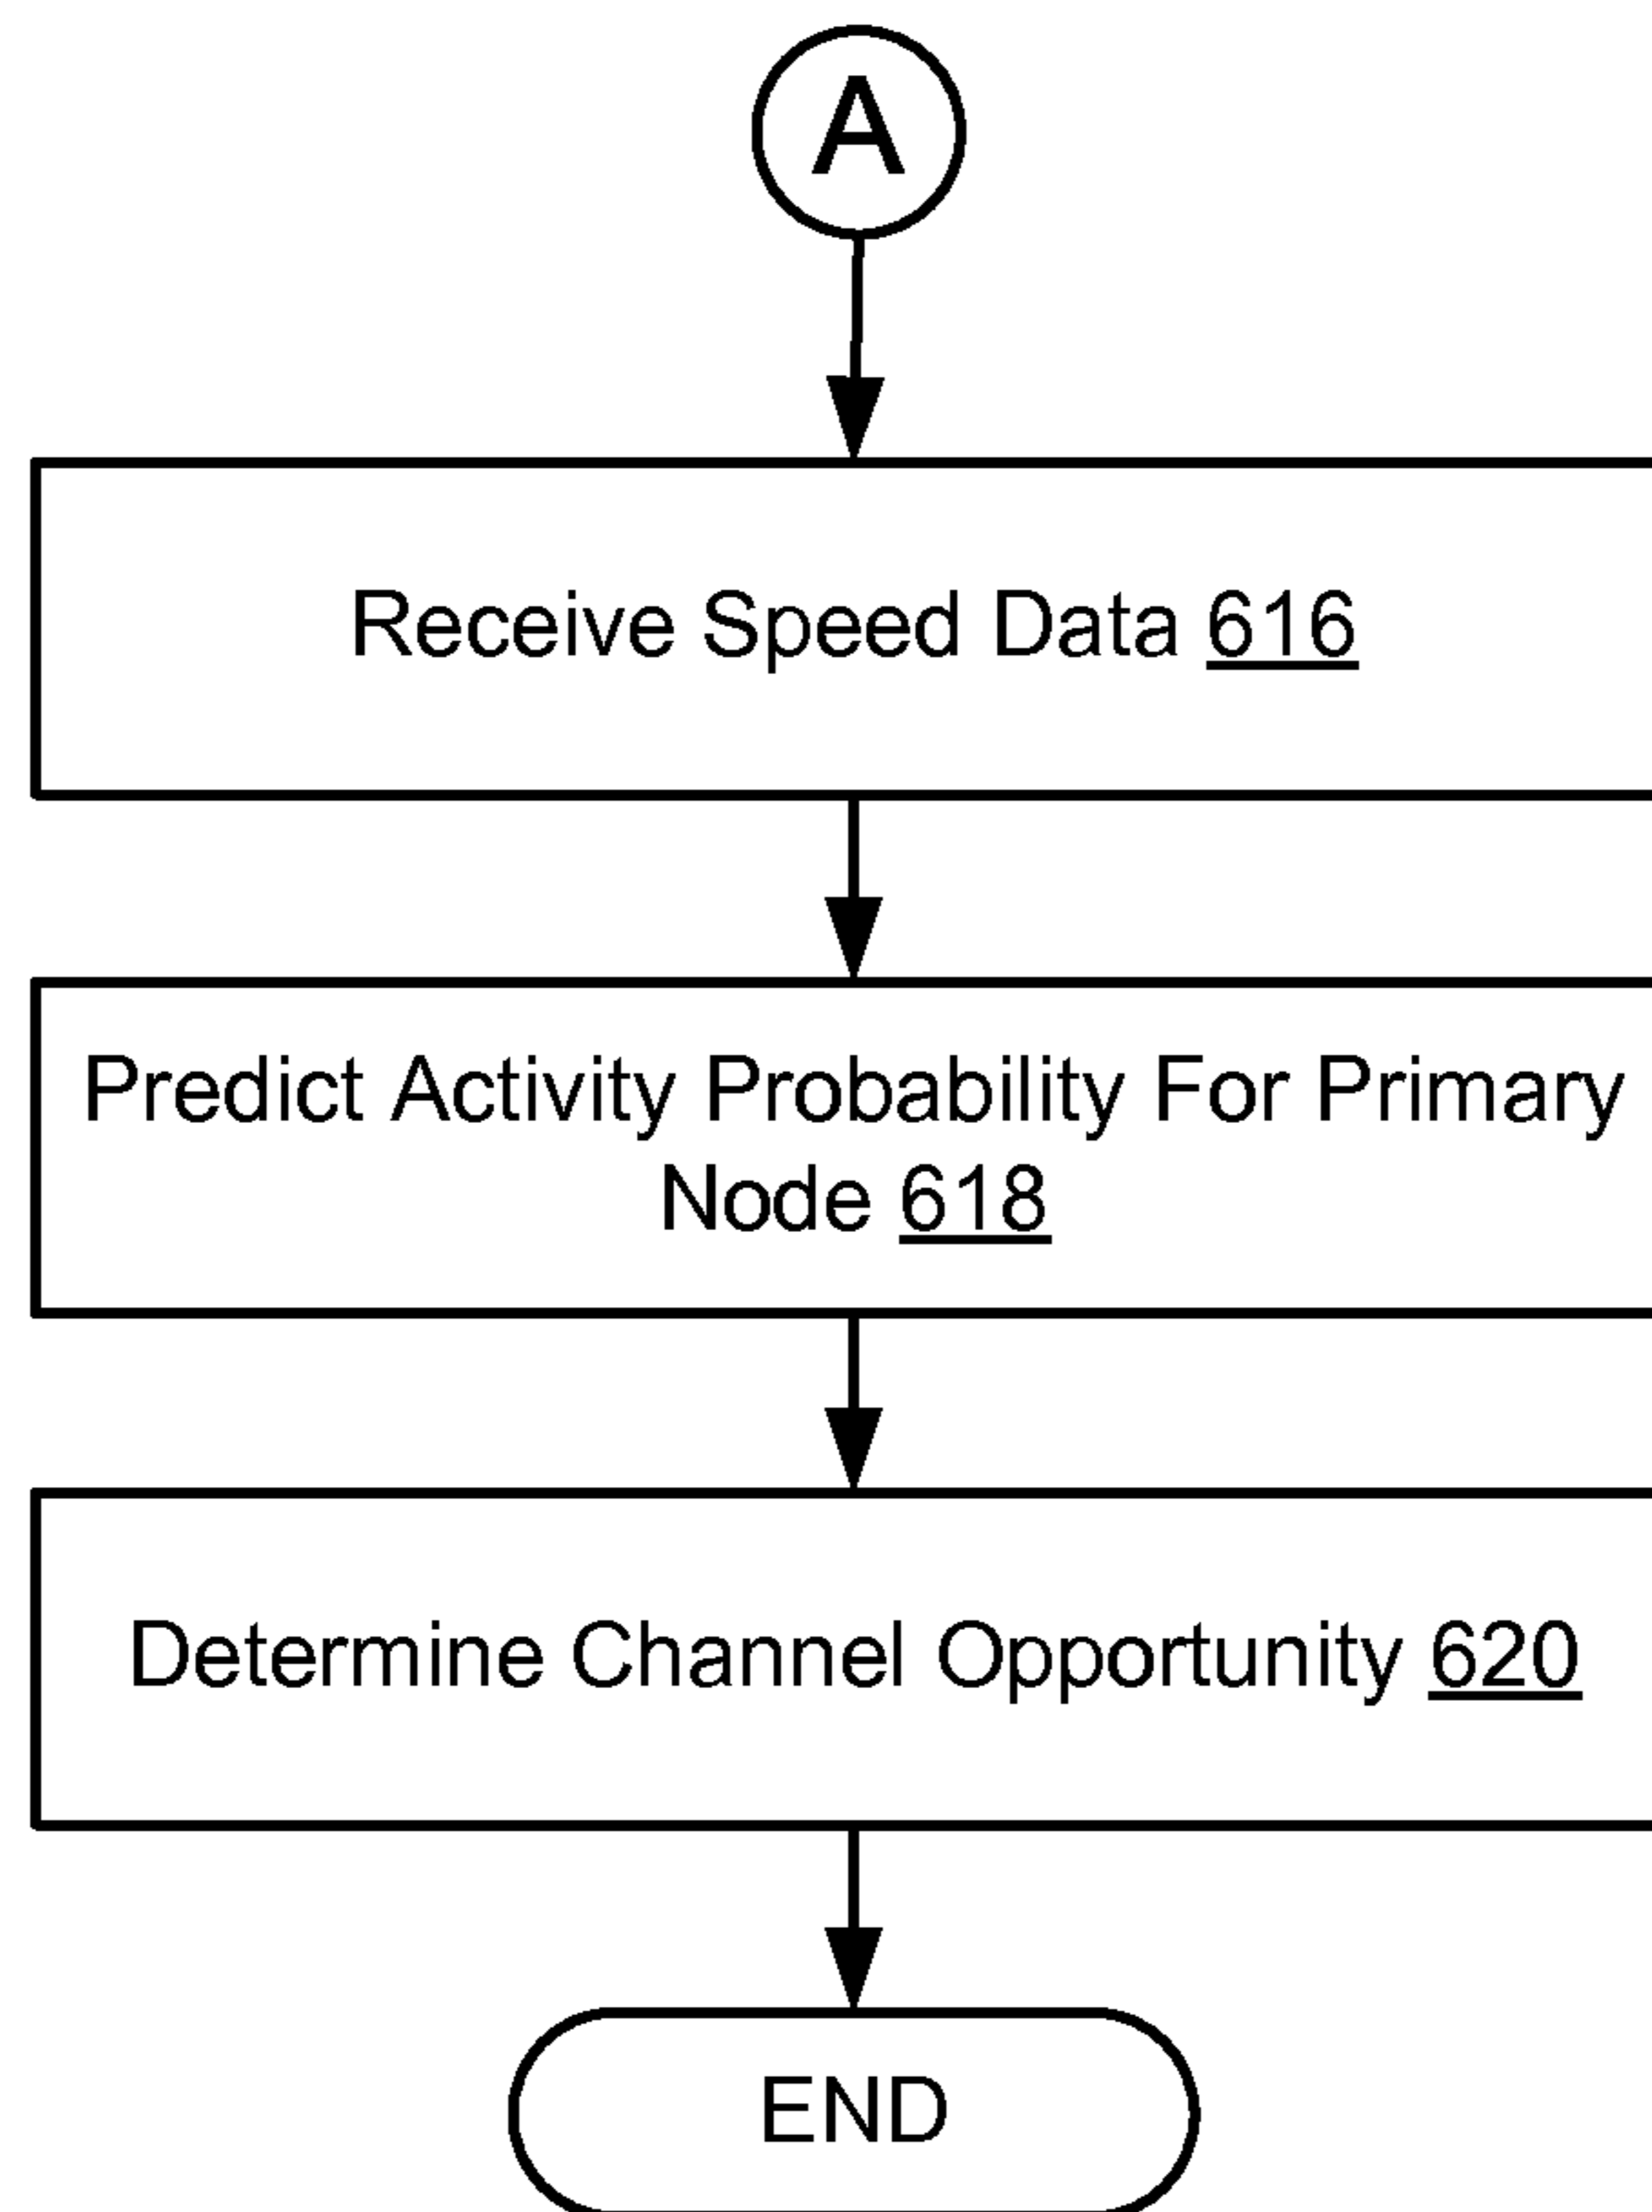 A
Receive Speed Data 616
Predict Activity Probability For Primary
Node 618
Determine Channel Opportunity 620
END